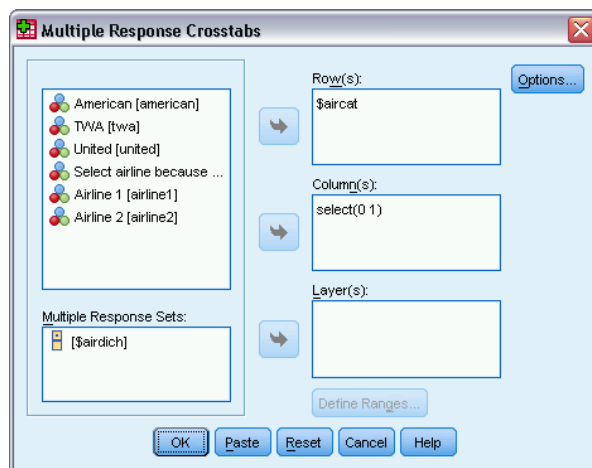 Multiple Response Crosstabs
American [american]
TWA [twa]
United [united]
Select airline because ...
Airline 1 [airline1]
Airline 2 [airline2]
Multiple Response Sets:
[$airdich]
Row(s):
$aircat
Column(s):
select(0 1)
Layer(s):
Define Ranges...
Options...
OK
Paste
Reset
Cancel
Help